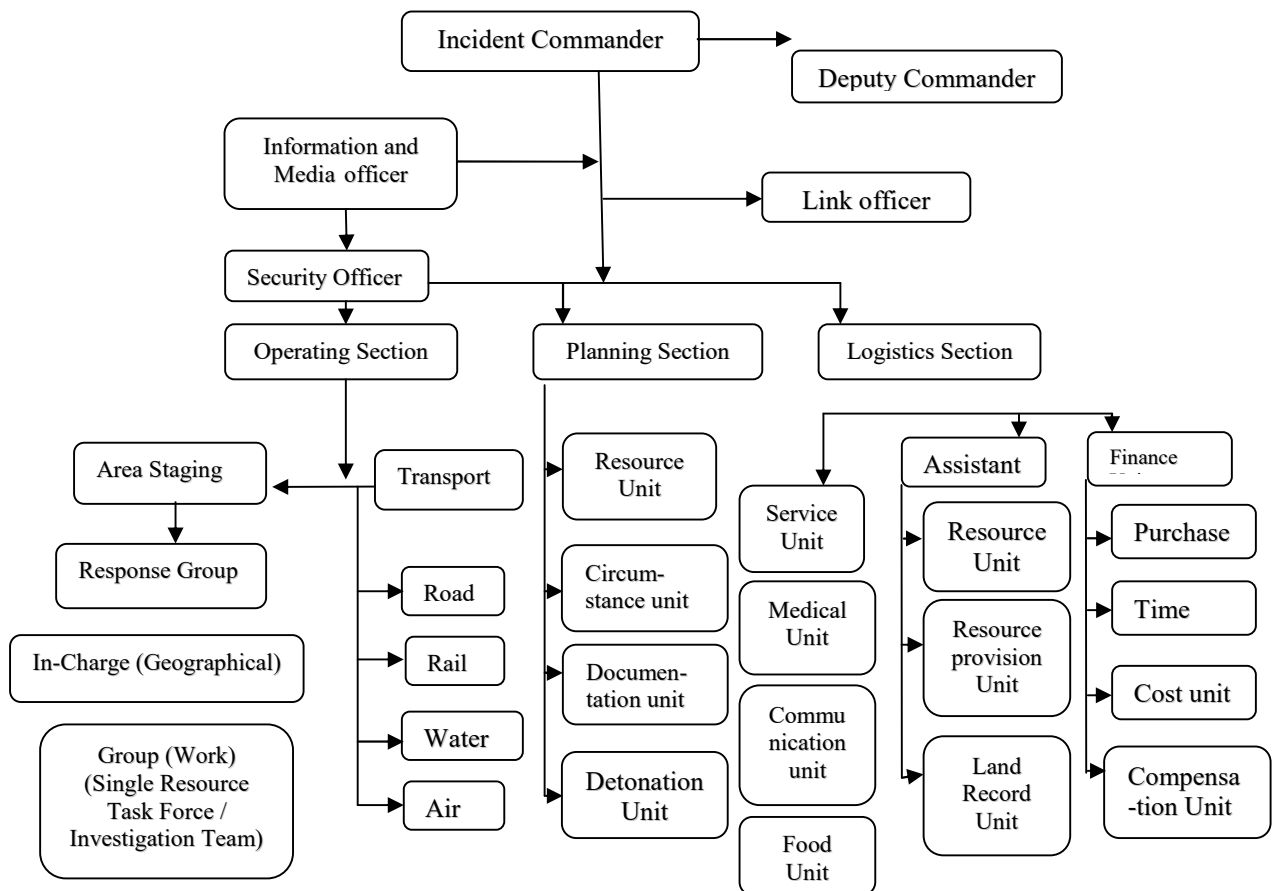 Incident Commander
Deputy Commander
Information and
Media officer
Link officer
Security Officer
Operating Section
Planning Section
Logistics Section
Area Staging
Transport
Response Group
In-Charge (Geographical)
Group (Work)
(Single Resource
Task Force /
Investigation Team)
Road
Rail
Water
Air
Resource
Unit
Circum-
stance unit
Documen-
tation unit
Detonation
Unit
Service
Unit
Medical
Unit
Commu
nication
unit
Food
Unit
Assistant
Resource
Unit
Resource
provision
Unit
Land
Record
Unit
Finance
Purchase
Time
Cost unit
Compensa
-tion Unit